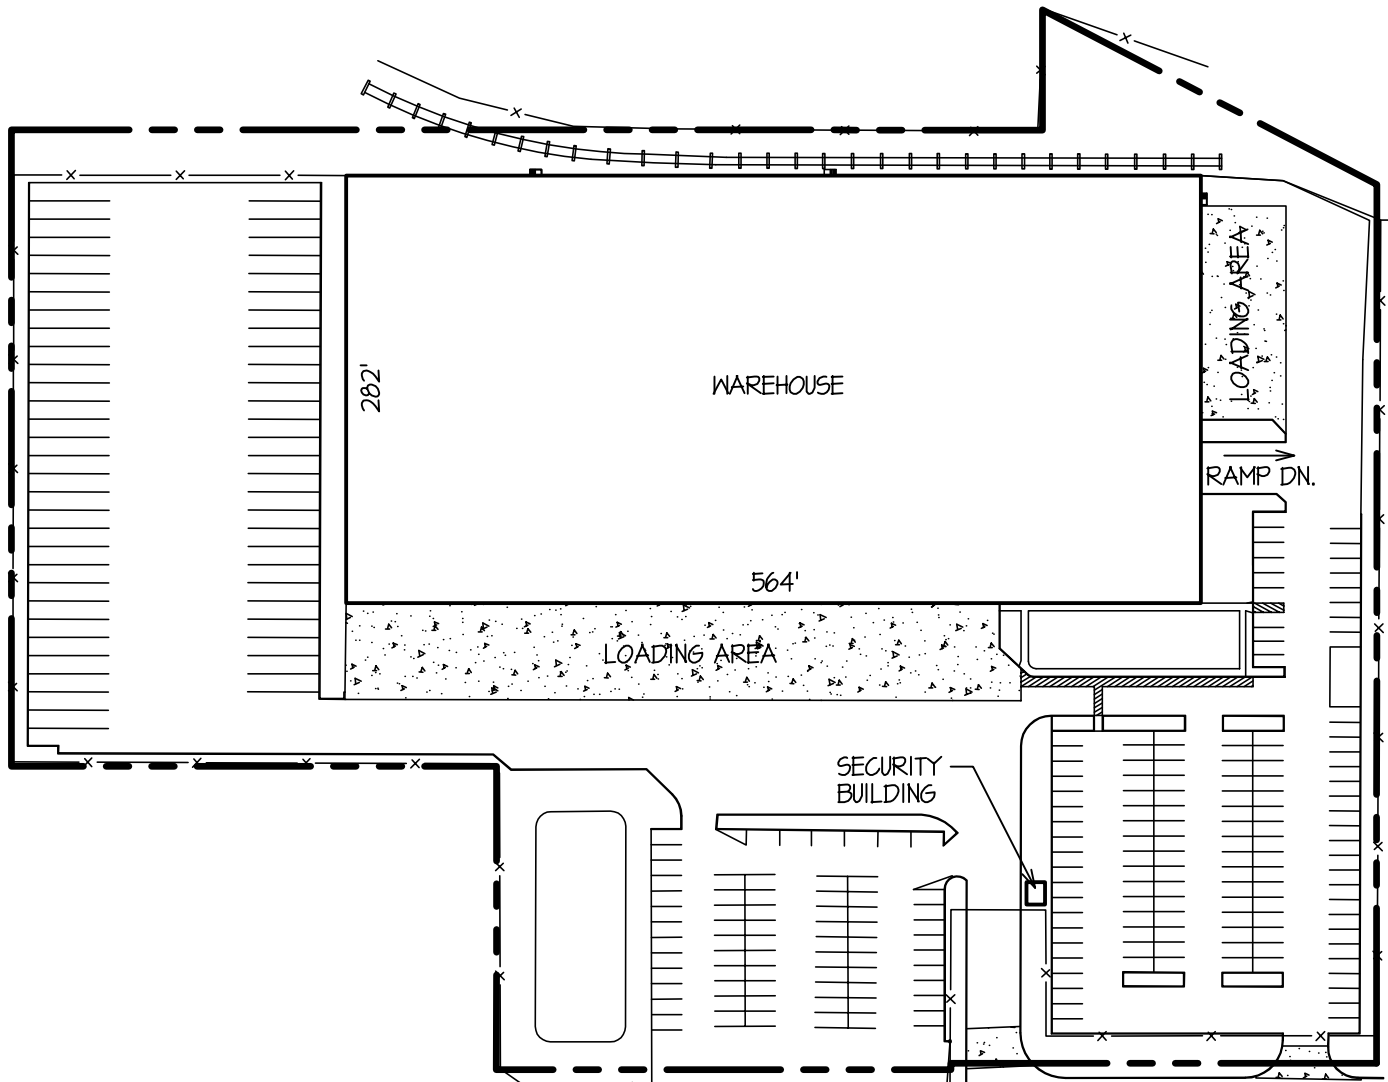 LOADING AREA
282'
WAREHOUSE
RAMP DN.
564'
LOADING AREA
SECURITY
BUILDING